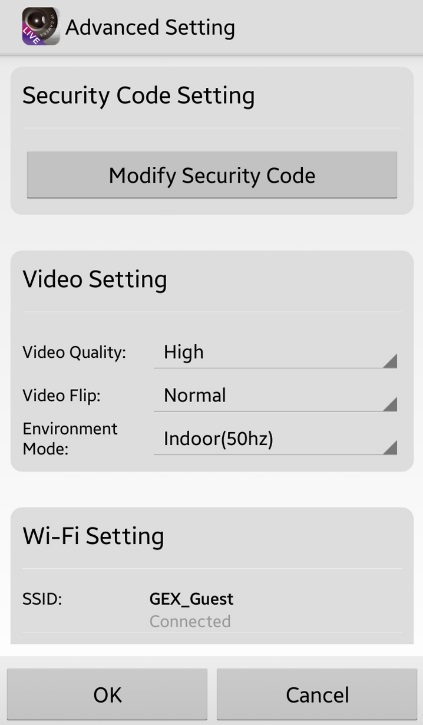 LIVE
Advanced Setting
Security Code Setting
Modify Security Code
Video Setting
Video Quality: High
Video Flip: Normal
Environment
Mode: Indoor(50hz)
Wi-Fi Setting
SSID: GEX_Guest
Connected
OK Cancel